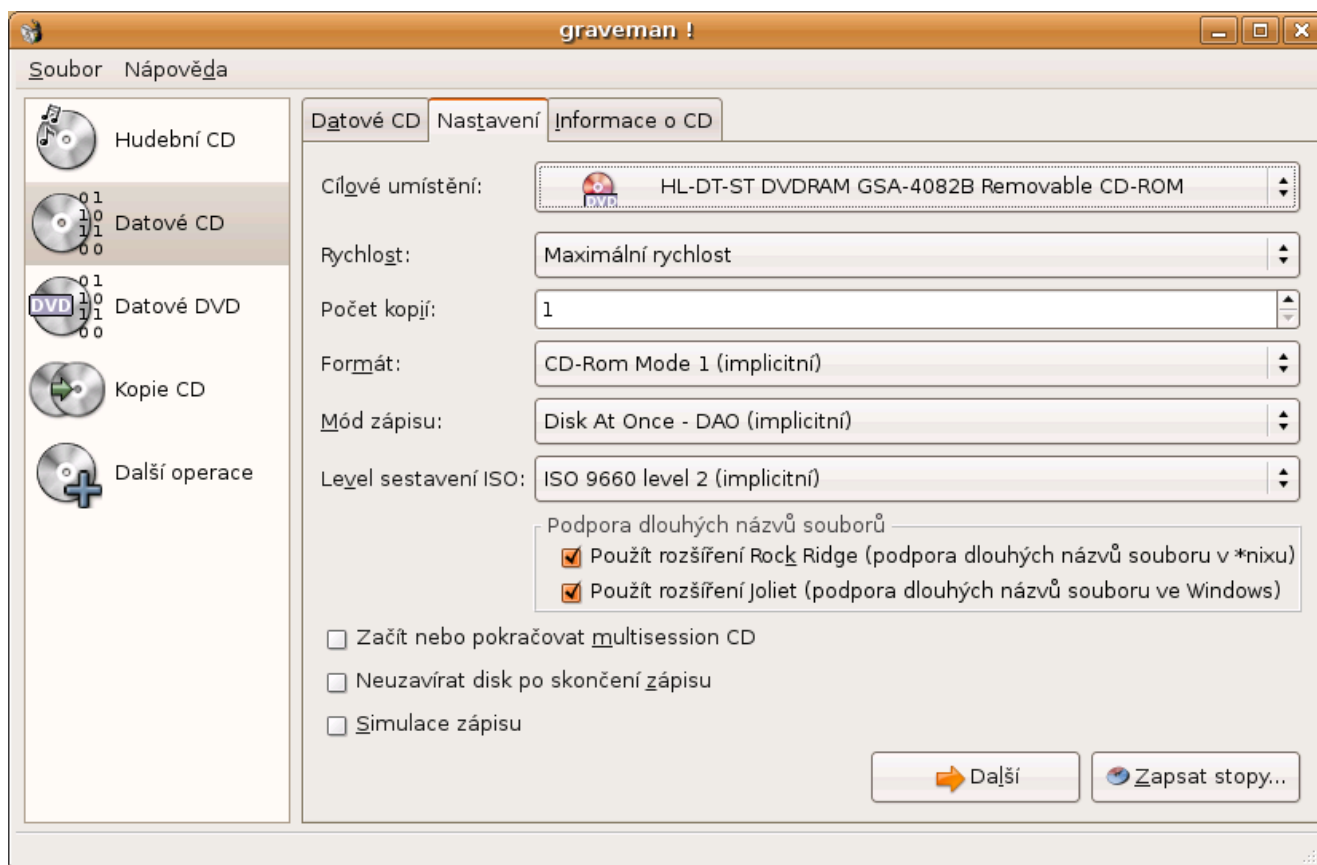 graveman !
Soubor Nápověda
Hudební CD
Datové CD
Datové DVD
Kopie CD
Další operace
Datové CD Nastavení Informace o CD
Cílové umístění: HL-DT-ST DVDRAM GSA-4082B Removable CD-ROM
Rychlost: Maximální rychlost
Počet kopií: 1
Formát: CD-Rom Mode 1 (implicitní)
Mód zápisu: Disk At Once - DAO (implicitní)
Level sestavení ISO: ISO 9660 level 2 (implicitní)
Podpora dlouhých názvů souborů
Použít rozšíření Rock Ridge (podpora dlouhých názvů souboru v *nixu)
Použít rozšíření Joliet (podpora dlouhých názvů souboru ve Windows)
Začít nebo pokračovat multisession CD
Neuzavírat disk po skončení zápisu
Simulace zápisu
Další Zapsat stopy...